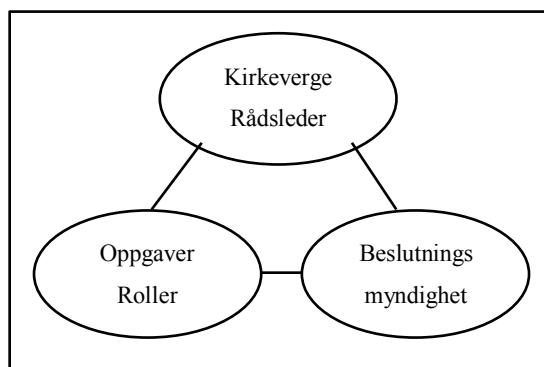 Kirkeverge
Rådsleder
Oppgaver
Roller
Beslutnings
myndighet